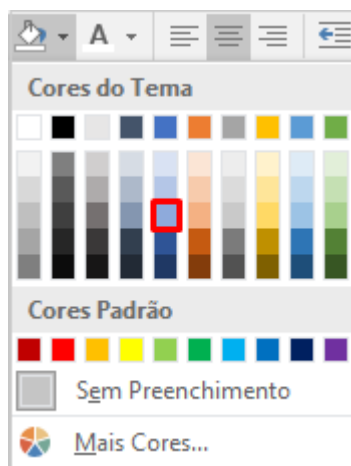 A
Cores do Tema
Cores Padrão
Sem Preenchimento
Mais Cores...